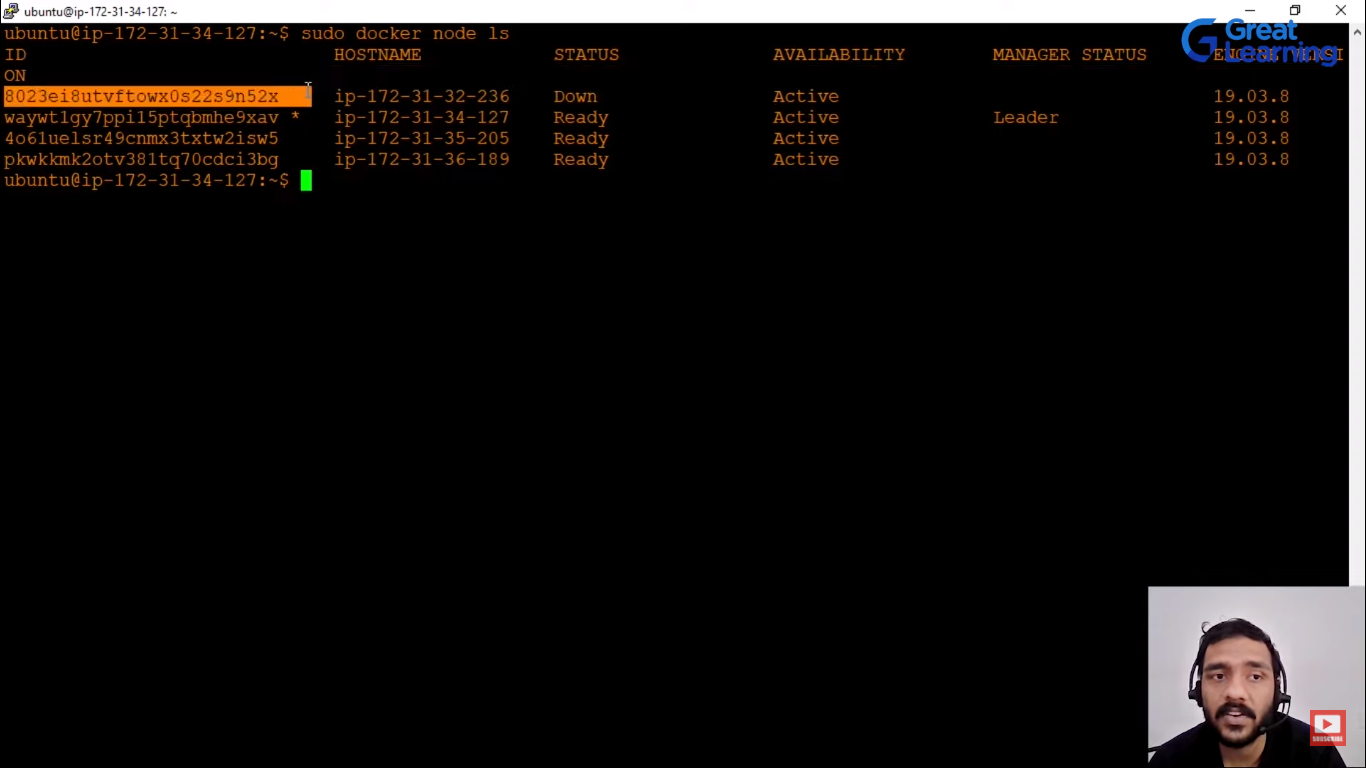 ubuntu@ip-172-31-34-127: ~
Great Learning
ubuntu@ip-172-31-34-127:~$ sudo docker node ls
ID HOSTNAME STATUS AVAILABILITY MANAGER STATUS ENGINE VERSI
ON
8023ei8utvftowx0s22s9n52x ip-172-31-32-236 Down Active 19.03.8
waywt1gy7ppi15ptqbmhe9xav * ip-172-31-34-127 Ready Active Leader 19.03.8
4o61uelsr49cnmx3txtw2isw5 ip-172-31-35-205 Ready Active 19.03.8
pkwkkmk2otv381tq70cdci3bg ip-172-31-36-189 Ready Active 19.03.8
ubuntu@ip-172-31-34-127:~$
SUBSCRIBE